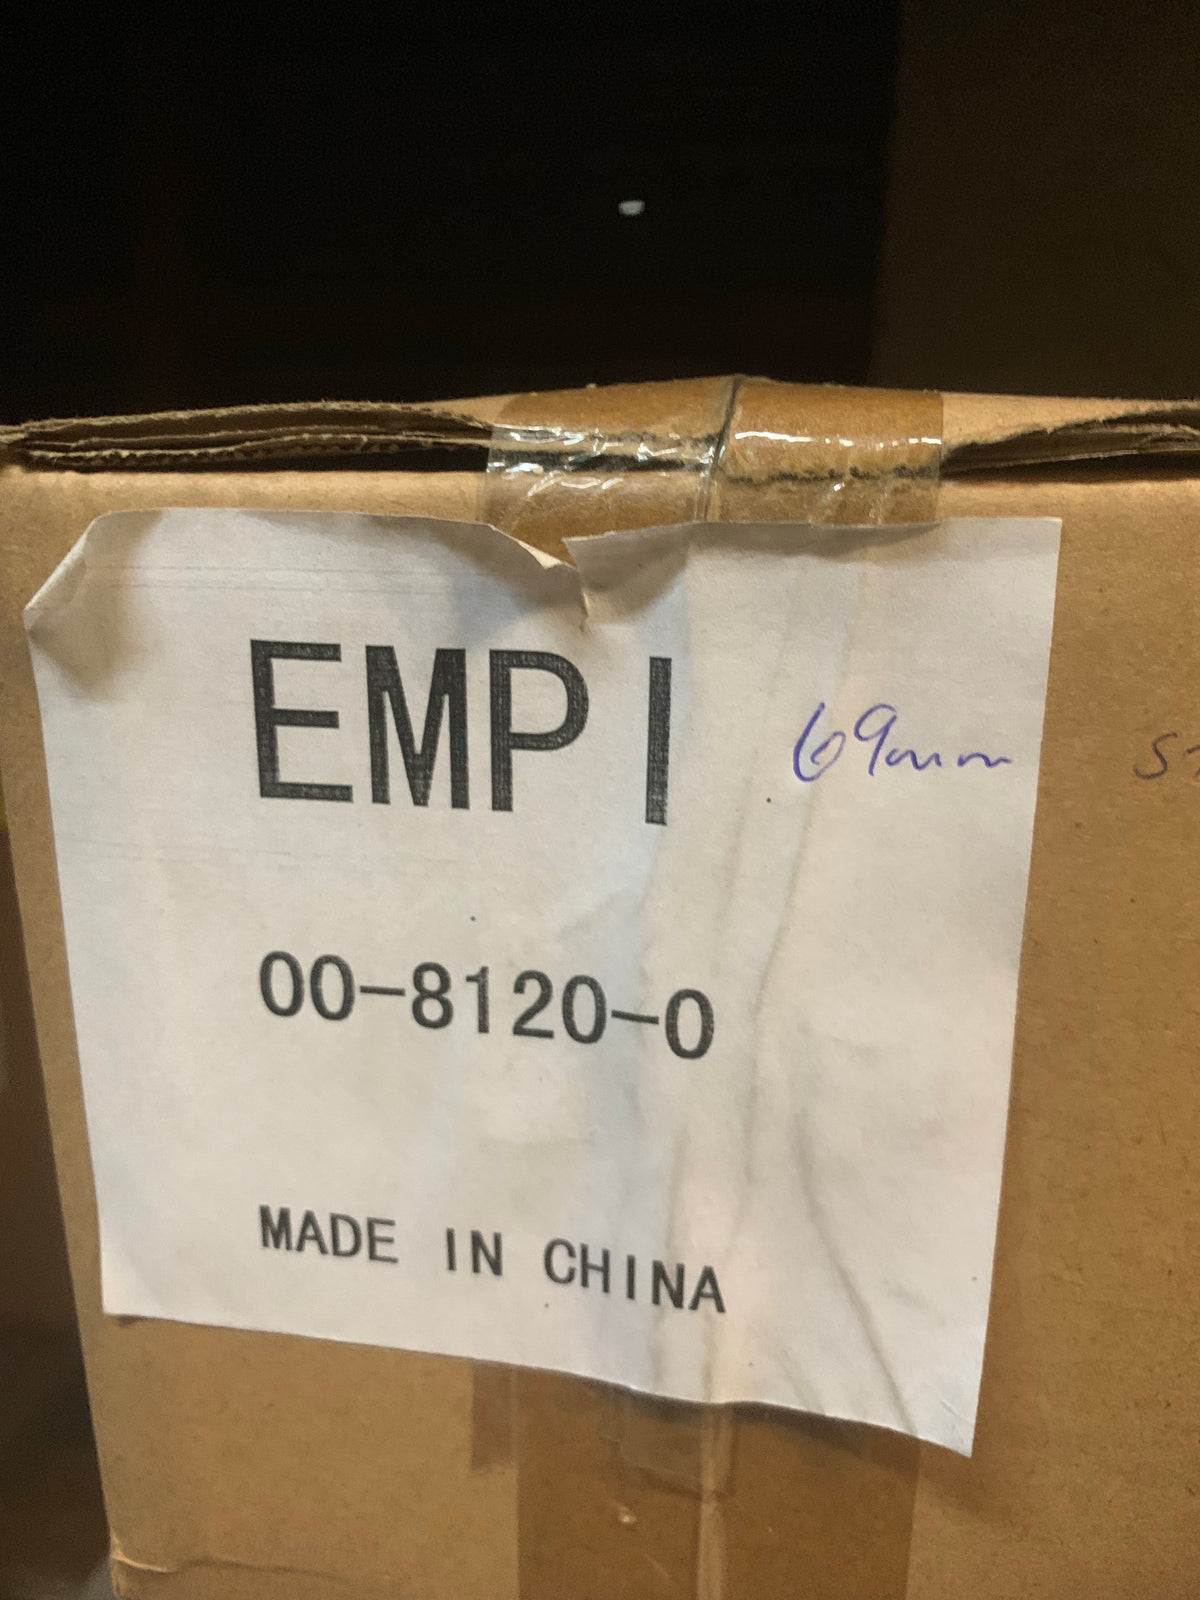 EMPI 69mm
00-8120-0
MADE IN CHINA